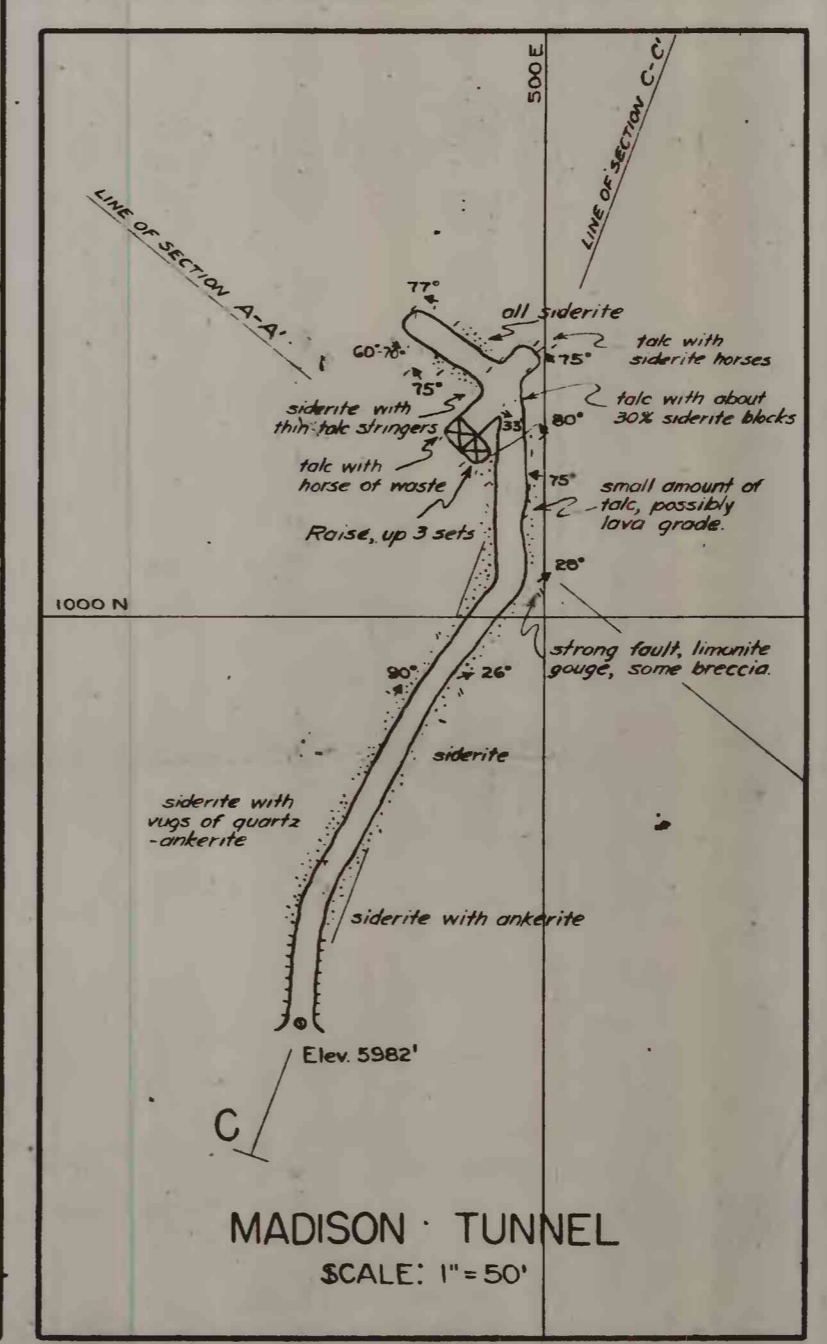 500 E
LINE OF SECTION C-C'
LINE OF SECTION A-A'
77°
all siderite
60°-70°
75°
talc with
siderite horses
75°
siderite with
thin talc stringers
talc with about
30% siderite blocks
33
80°
talc with
horse of waste
75°
small amount of
talc, possibly
lava grade.
Raise, up 3 sets
28°
1000 N
strong fault, limonite
gouge, some breccia.
90°
26°
siderite
siderite with
vugs of quartz
-ankerite
siderite with ankerite
Elev. 5982'
C
MADISON TUNNEL
SCALE: 1" = 50'